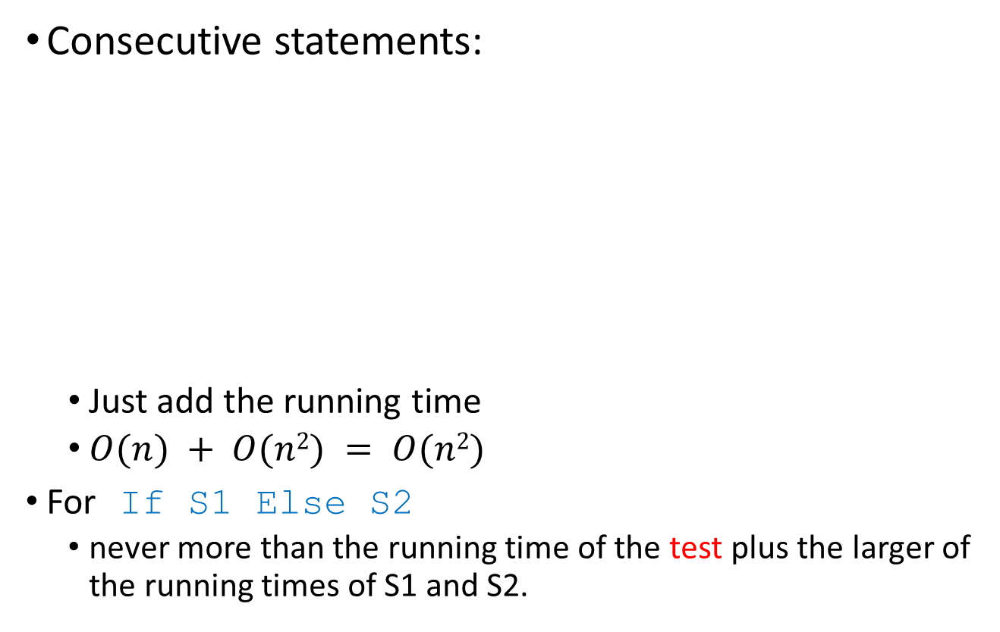 • Consecutive statements:
• Just add the running time
• O(n) + O(n²) = O(n²)
• For If S1 Else S2
• never more than the running time of the test plus the larger of
the running times of S1 and S2.